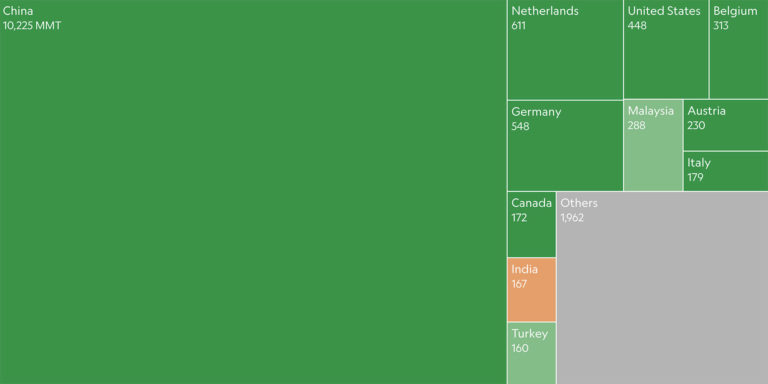 China
10,225 MMT
Netherlands
611
United States
448
Belgium
313
Germany
548
Malaysia
288
Austria
230
Italy
179
Canada
172
Others
1,962
India
167
Turkey
160